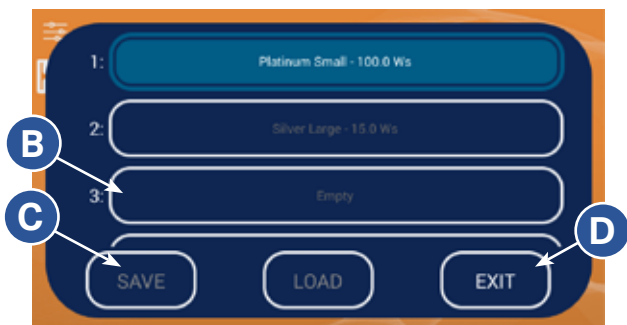 1: Platinum Small - 100.0 Ws
2: Silver Large - 15.0 Ws
B
3: Empty
C
D
SAVE LOAD EXIT